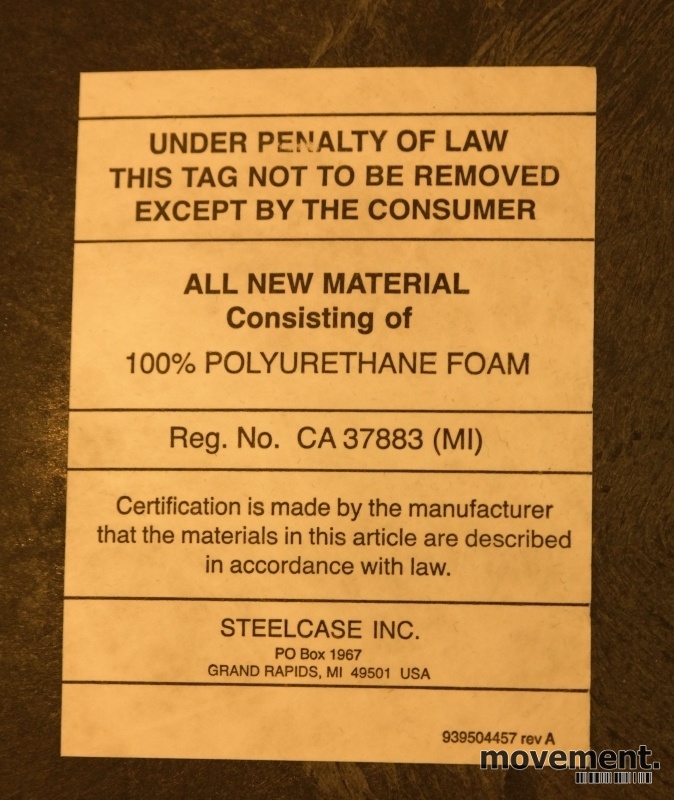 UNDER PENALTY OF LAW
THIS TAG NOT TO BE REMOVED
EXCEPT BY THE CONSUMER
ALL NEW MATERIAL
Consisting of
100% POLYURETHANE FOAM
Reg. No. CA 37883 (MI)
Certification is made by the manufacturer
that the materials in this article are described
in accordance with law.
STEELCASE INC.
PO Box 1967
GRAND RAPIDS, MI 49501 USA
939504457 rev A
movement.